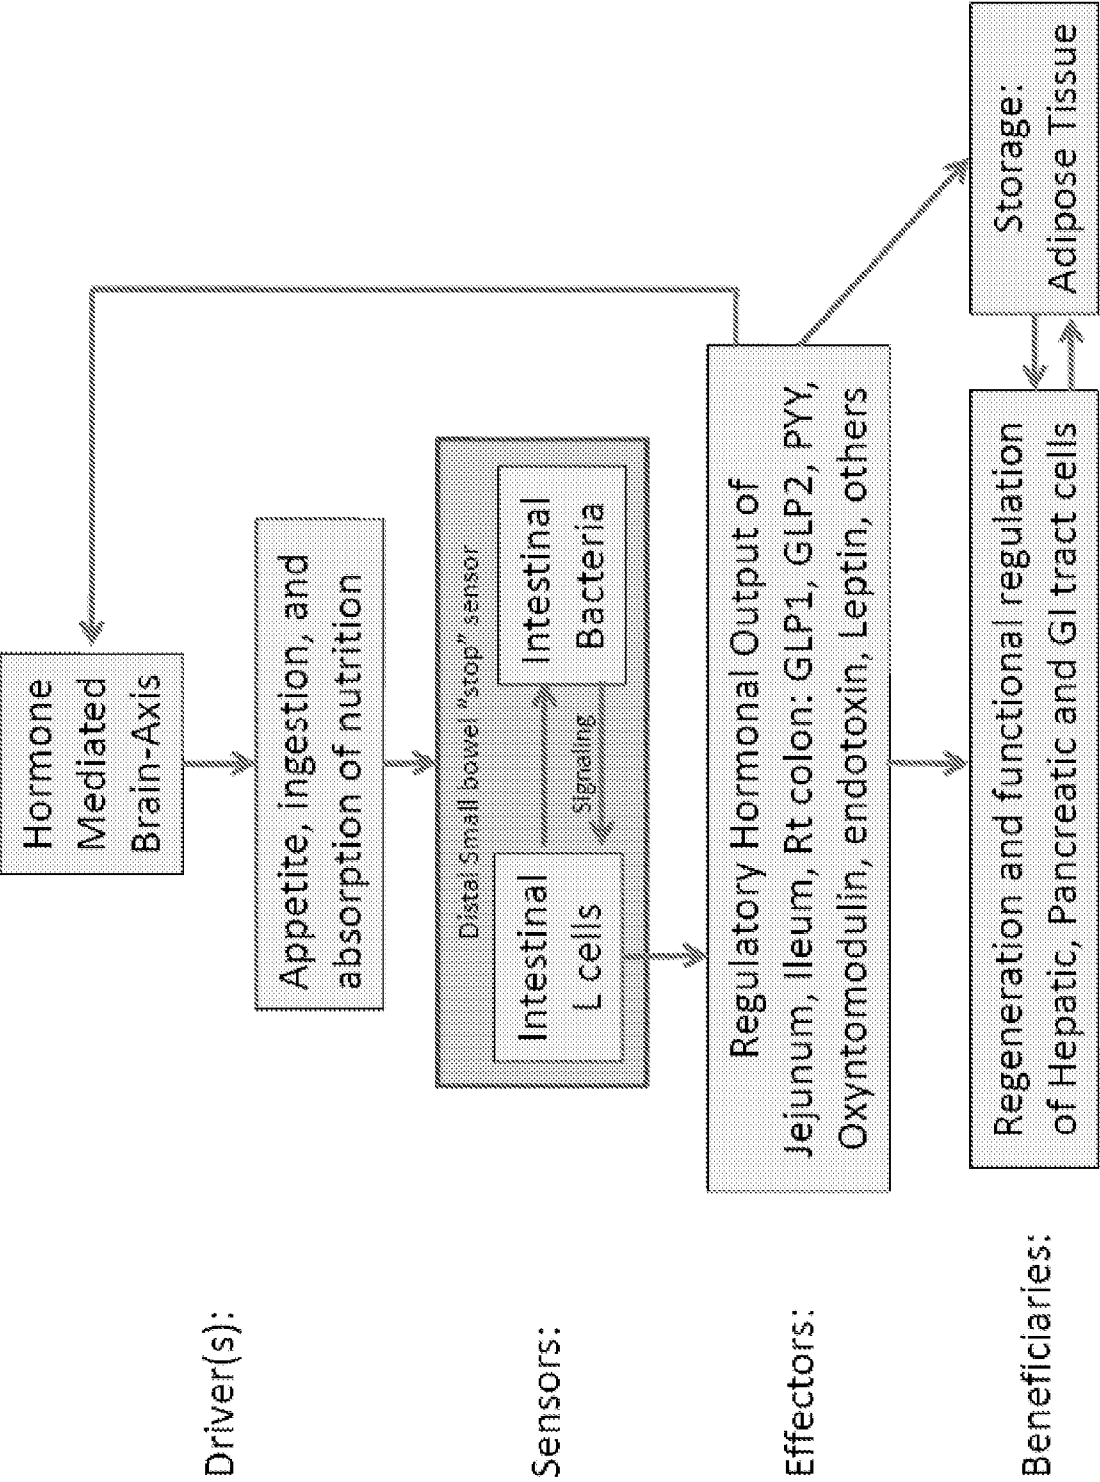 Hormone
Mediated
Brain-Axis
Driver(s):
Appetite, ingestion, and
absorption of nutrition
Sensors:
Distal Small bowel “stop” sensor
Intestinal
L cells
Signaling
Intestinal
Bacteria
Effectors:
Regulatory Hormonal Output of
Jejunum, Ileum, Rt colon: GLP1, GLP2, PYY,
Oxyntomodulin, endotoxin, Leptin, others
Beneficiaries:
Regeneration and functional regulation
of Hepatic, Pancreatic and GI tract cells
Storage:
Adipose Tissue